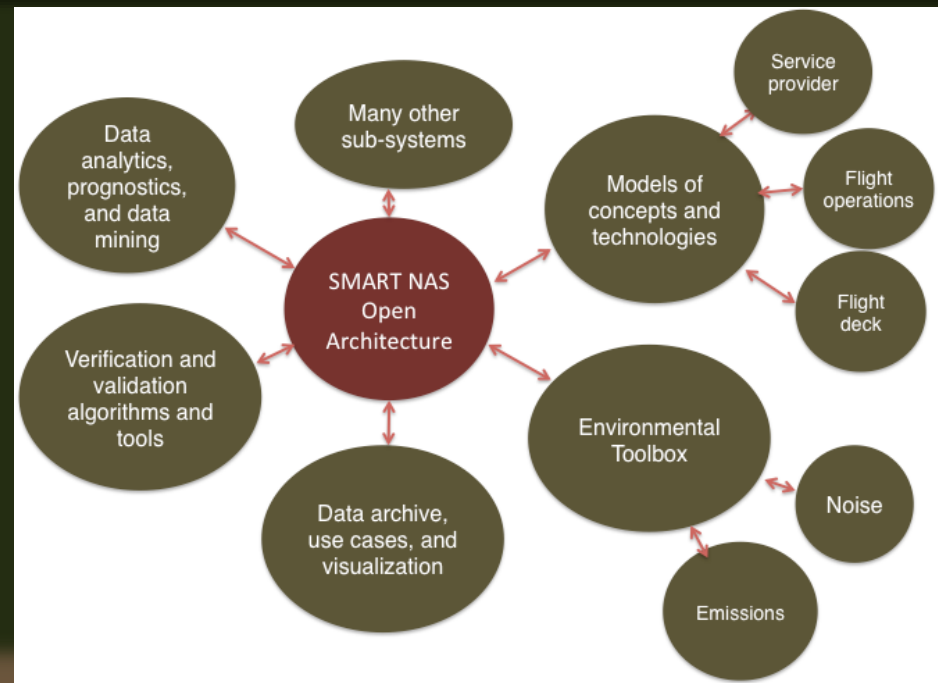 Service
provider
Many other
sub-systems
Data
analytics,
prognostics,
and data
mining
Models of
concepts and
technologies
Flight
operations
SMART NAS
Open
Architecture
Flight
deck
Verification and
validation
algorithms and
tools
Environmental
Toolbox
Data archive,
use cases, and
visualization
Noise
Emissions